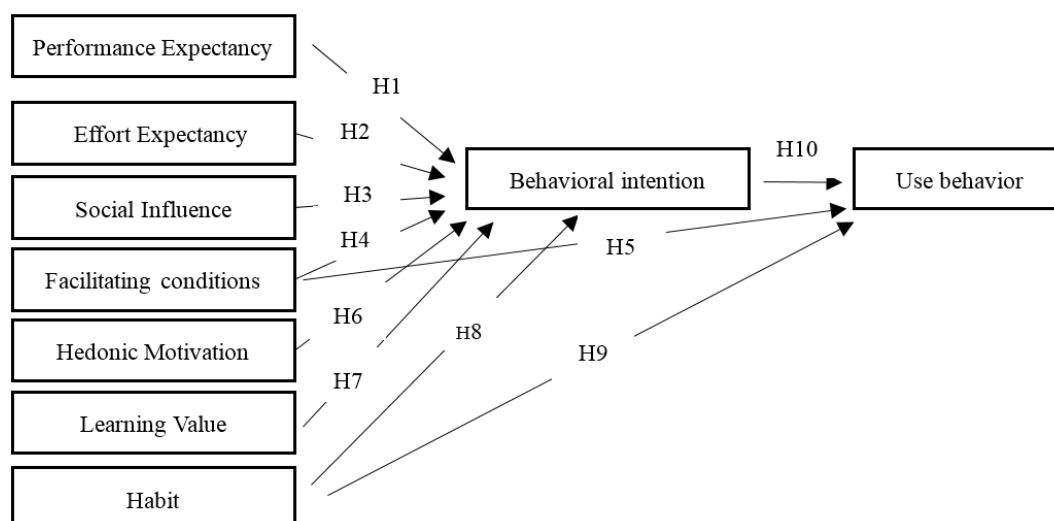 Performance Expectancy
H1
Effort Expectancy
H2
H10
Behavioral intention
Use behavior
Social Influence
H3
H4
H5
Facilitating conditions
H6
H8
Hedonic Motivation
H9
H7
Learning Value
Habit